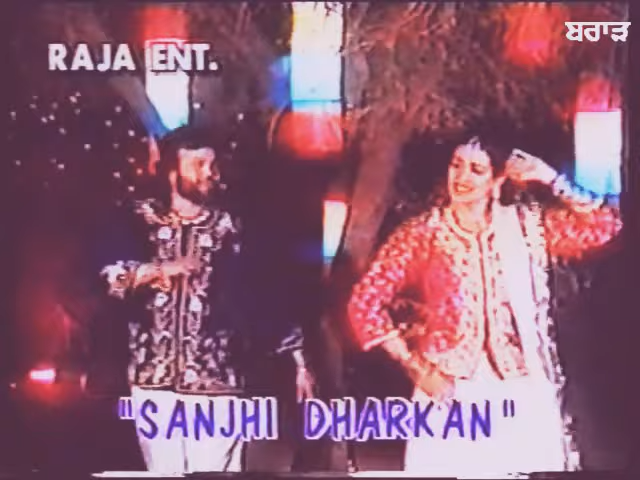 ਬਰਾੜ
RAJA ENT.
"SANJHI DHARKAN"